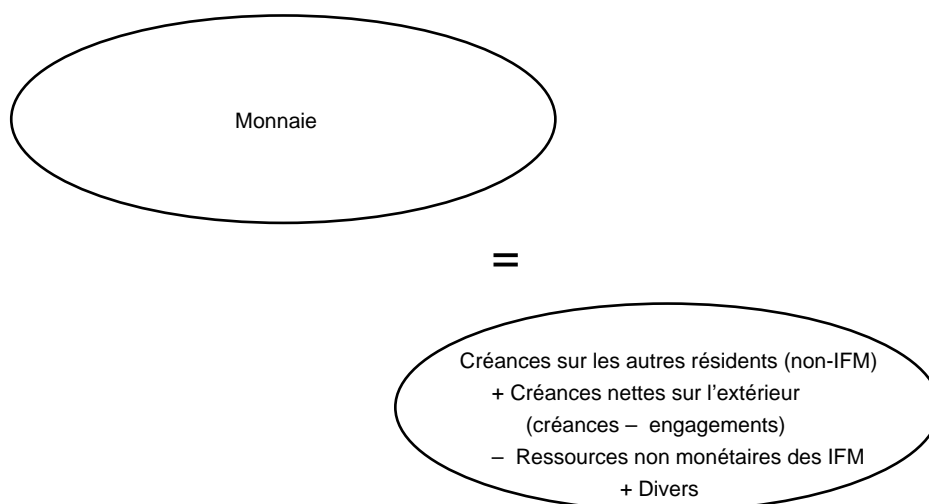 Monnaie
=
Créances sur les autres résidents (non-IFM)
+ Créances nettes sur l’extérieur
(créances – engagements)
– Ressources non monétaires des IFM
+ Divers